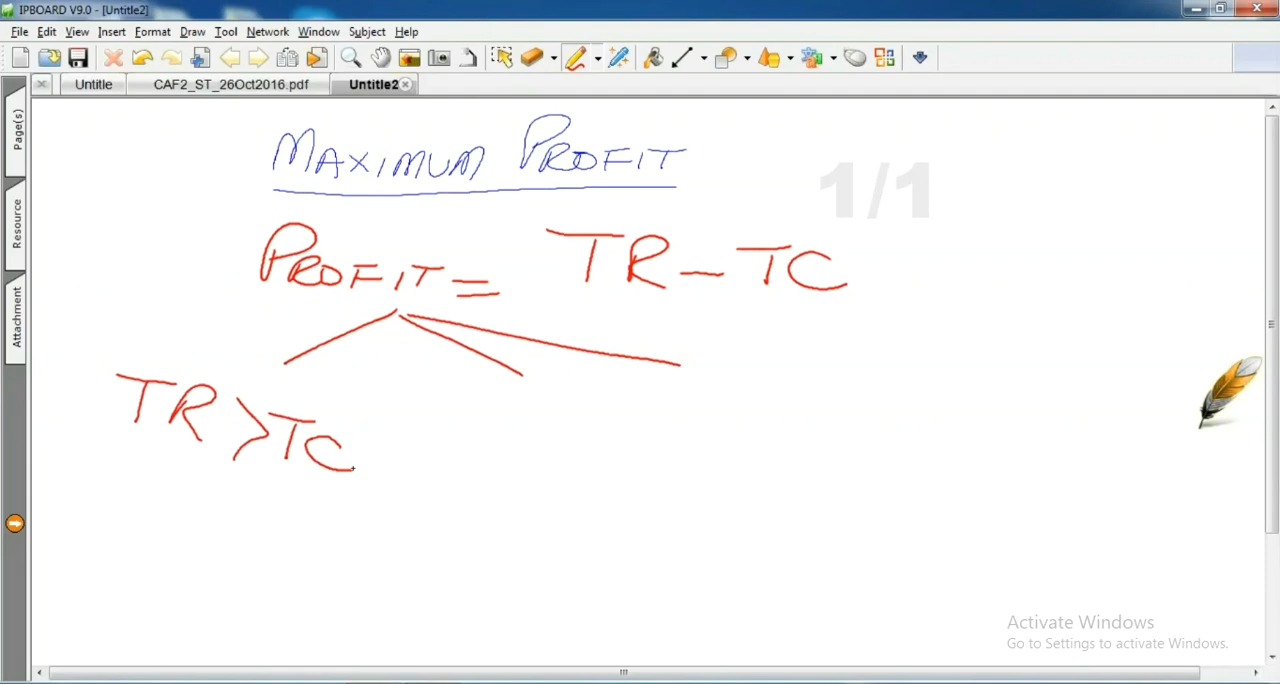 IPBOARD V9.0 - [Untitle2]
File Edit View Insert Format Draw Tool Network Window Subject Help
Untitle CAF2_ST_26Oct2016.pdf Untitle2
Page(s)
Resource
Attachment
MAXIMUM PROFIT
1/1
PROFIT = TR - TC
TR > TC
Activate Windows
Go to Settings to activate Windows.